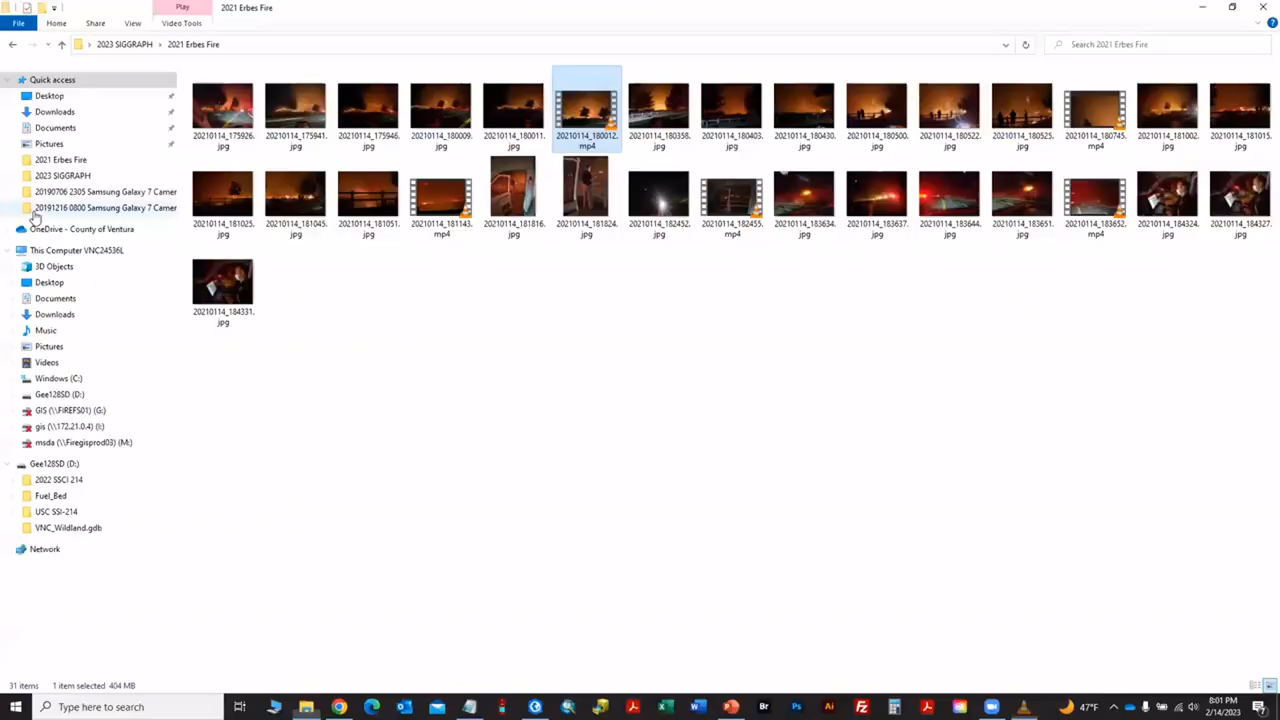 Play
2021 Erbes Fire
File
Home
Share
View
Video Tools
2023 SIGGRAPH > 2021 Erbes Fire
Search 2021 Erbes Fire
Quick access
Desktop
Downloads
Documents
Pictures
2021 Erbes Fire
2023 SIGGRAPH
20190706 2305 Samsung Galaxy 7 Camer
20191216 0800 Samsung Galaxy 7 Camer
OneDrive - County of Ventura
This Computer VNC24536L
3D Objects
Desktop
Documents
Downloads
Music
Pictures
Videos
Windows (C:)
Gee128SD (D:)
GIS (\\FIREFS01) (G:)
gis (\\172.21.0.4) (I:)
msda (\\Firegisprod03) (M:)
Gee128SD (D:)
2022 SSCI 214
Fuel_Bed
USC SSI-214
VNC_Wildland.gdb
Network
20210114_175926.jpg
20210114_175941.jpg
20210114_175946.jpg
20210114_180009.jpg
20210114_180011.jpg
20210114_180012.mp4
20210114_180358.jpg
20210114_180403.jpg
20210114_180430.jpg
20210114_180500.jpg
20210114_180522.jpg
20210114_180525.jpg
20210114_180745.mp4
20210114_181002.jpg
20210114_181015.jpg
20210114_181025.jpg
20210114_181045.jpg
20210114_181051.jpg
20210114_181143.mp4
20210114_181816.jpg
20210114_181824.jpg
20210114_182452.jpg
20210114_182455.mp4
20210114_183634.jpg
20210114_183637.jpg
20210114_183644.jpg
20210114_183651.jpg
20210114_183652.mp4
20210114_184324.jpg
20210114_184327.jpg
20210114_184331.jpg
31 items
1 item selected 404 MB
Type here to search
47°F
8:01 PM
2/14/2023